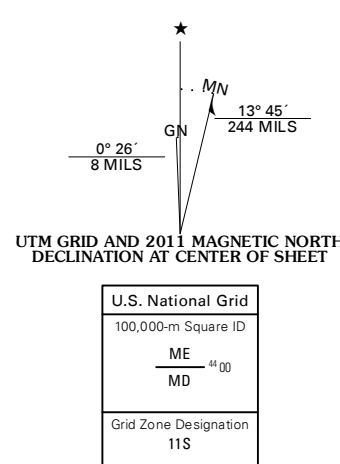 ★
MN
GN
13° 45´
244 MILS
0° 26´
8 MILS
UTM GRID AND 2011 MAGNETIC NORTH
DECLINATION AT CENTER OF SHEET
U.S. National Grid
100,000-m Square ID
ME
44 00
MD
Grid Zone Designation
11S